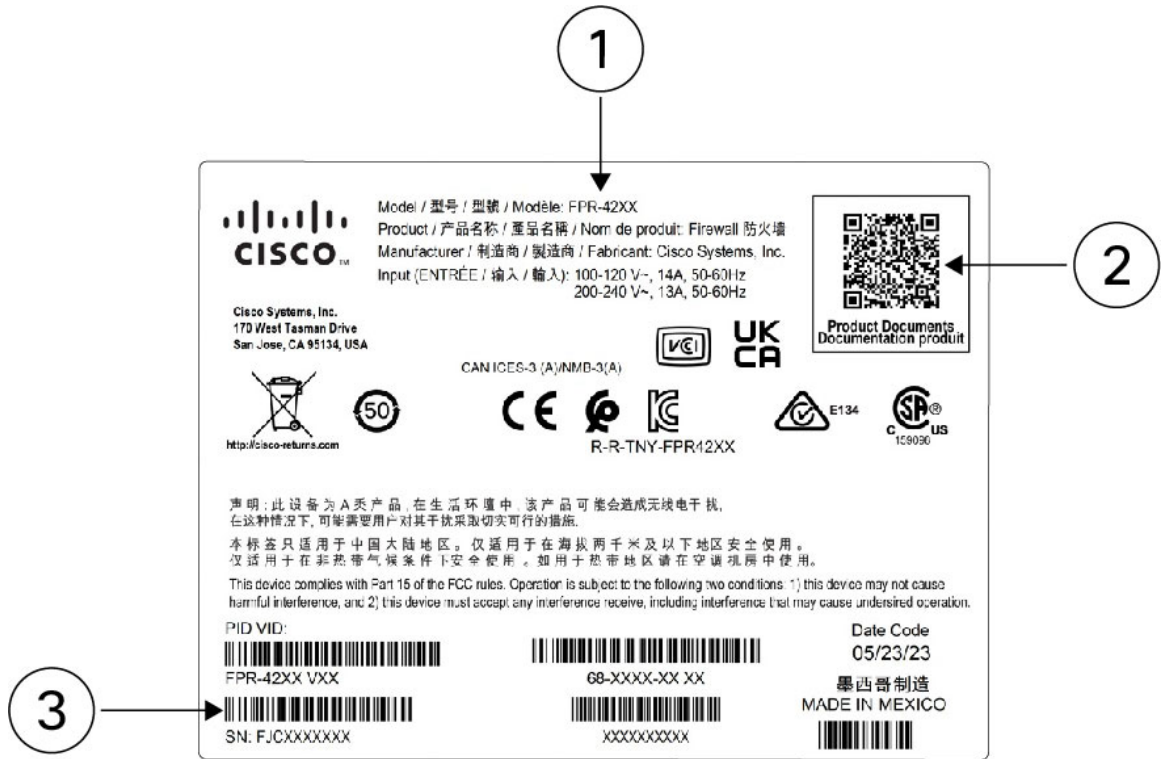 1
Model / 型号 / 型號 / Modèle: FPR-42XX
Product / 产品名称 / 產品名稱 / Nom de produit: Firewall 防火墙
Manufacturer / 制造商 / 製造商 / Fabricant: Cisco Systems, Inc.
Input (ENTRÉE / 输入 / 輸入): 100-120 V~, 14A, 50-60Hz
200-240 V~, 13A, 50-60Hz
CISCO TM
2
Product Documents
Documentation produit
Cisco Systems, Inc.
170 West Tasman Drive
San Jose, CA 95134, USA
VCI
UK
CA
CAN ICES-3 (A)/NMB-3(A)
50
CE
KC
E134
C SA ® US
159098
http://cisco-returns.com
R-R-TNY-FPR42XX
声明:此设备为A类产品,在生活环境中,该产品可能会造成无线电干扰,
在这种情况下,可能需要用户对其干扰采取切实可行的措施.
本标签只适用于中国大陆地区。仅适用于在海拔两千米及以下地区安全使用。
仅适用于在非热带气候条件下安全使用。如用于热带地区请在空调机房中使用。
This device complies with Part 15 of the FCC rules. Operation is subject to the following two conditions: 1) this device may not cause
harmful interference, and 2) this device must accept any interference receive, including interference that may cause undersired operation.
PID VID:
FPR-42XX VXX
68-XXXX-XX XX
Date Code
05/23/23
墨西哥制造
MADE IN MEXICO
3
SN: FJCXXXXXXX
XXXXXXXXXX